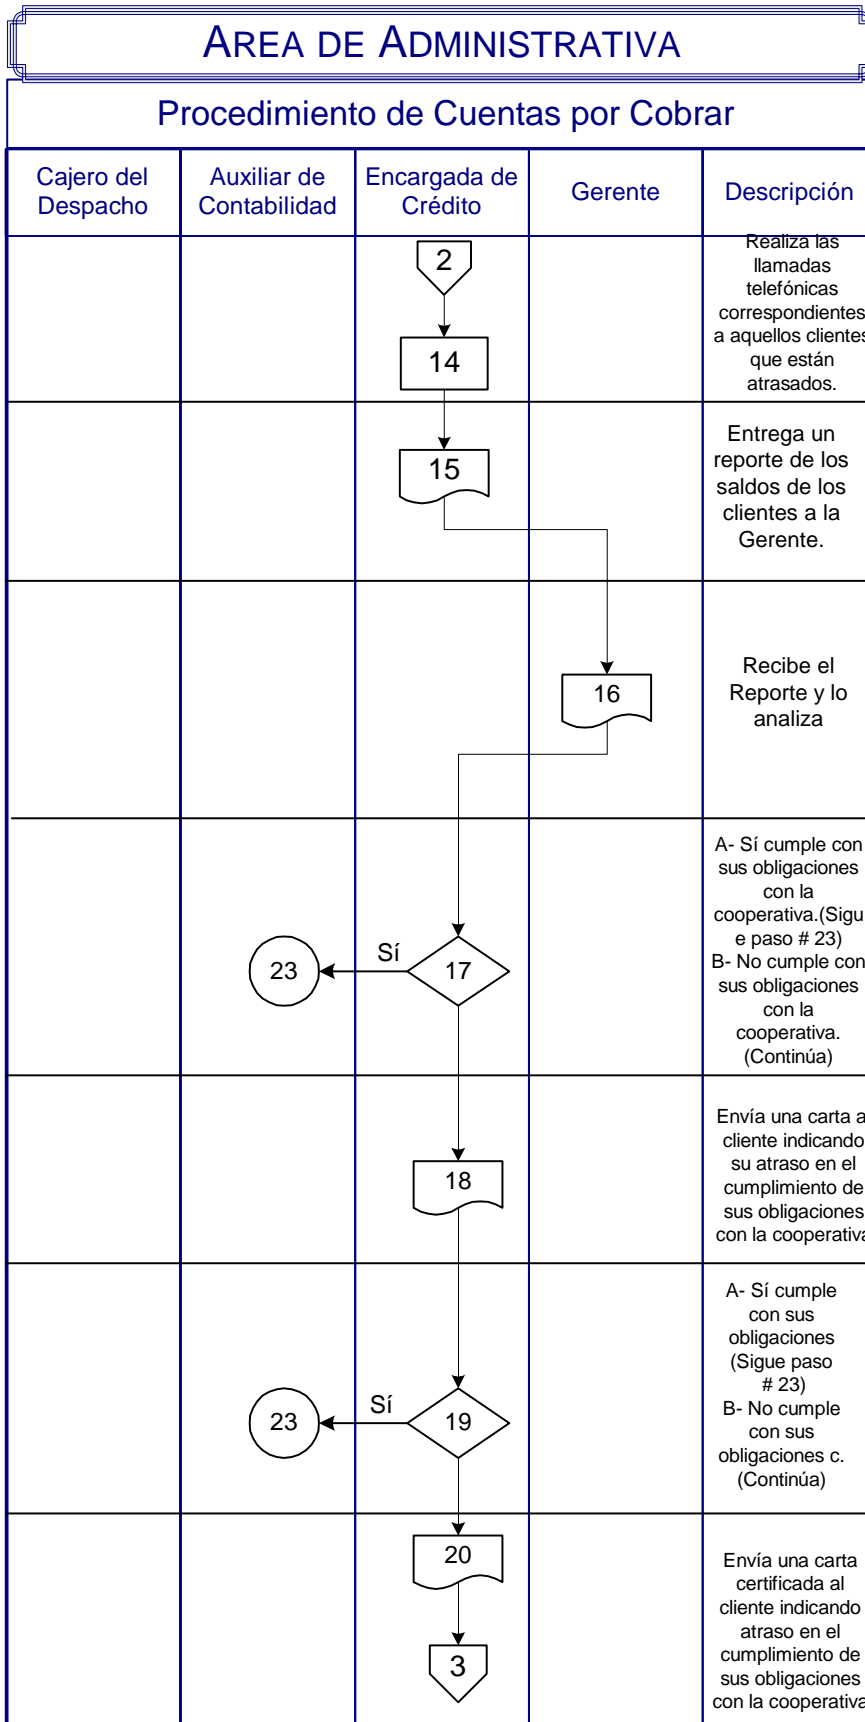 AREA DE ADMINISTRATIVA
Procedimiento de Cuentas por Cobrar
Cajero del
Despacho
Auxiliar de
Contabilidad
Encargada de
Crédito
Gerente
Descripción
2
14
Realiza las
llamadas
telefónicas
correspondientes
a aquellos clientes
que están
atrasados.
15
Entrega un
reporte de los
saldos de los
clientes a la
Gerente.
16
Recibe el
Reporte y lo
analiza
23
Sí
17
A- Sí cumple con
sus obligaciones
con la
cooperativa.(Sigu
e paso # 23)
B- No cumple con
sus obligaciones
con la
cooperativa.
(Continúa)
18
Envía una carta a
cliente indicando
su atraso en el
cumplimiento de
sus obligaciones
con la cooperativa
23
Sí
19
A- Sí cumple
con sus
obligaciones
(Sigue paso
# 23)
B- No cumple
con sus
obligaciones c.
(Continúa)
20
3
Envía una carta
certificada al
cliente indicando
atraso en el
cumplimiento de
sus obligaciones
con la cooperativa